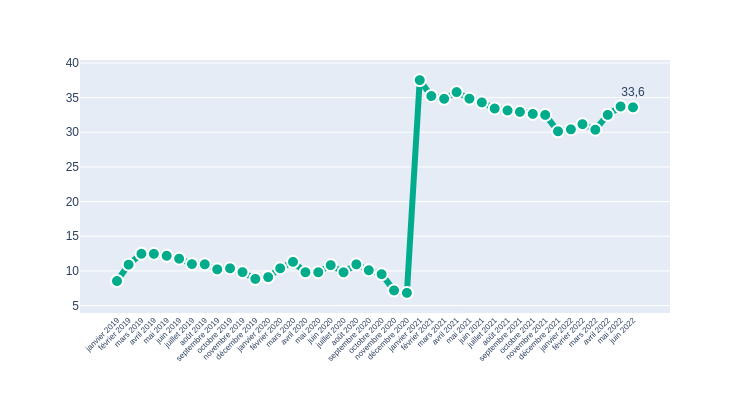 40
35
30
25
20
15
10
5
33,6
janvier 2019
février 2019
mars 2019
avril 2019
mai 2019
juin 2019
juillet 2019
août 2019
septembre 2019
octobre 2019
novembre 2019
décembre 2019
janvier 2020
février 2020
mars 2020
avril 2020
mai 2020
juin 2020
juillet 2020
août 2020
septembre 2020
octobre 2020
novembre 2020
décembre 2020
janvier 2021
février 2021
mars 2021
avril 2021
mai 2021
juin 2021
juillet 2021
août 2021
septembre 2021
octobre 2021
novembre 2021
décembre 2021
janvier 2022
février 2022
mars 2022
avril 2022
mai 2022
juin 2022